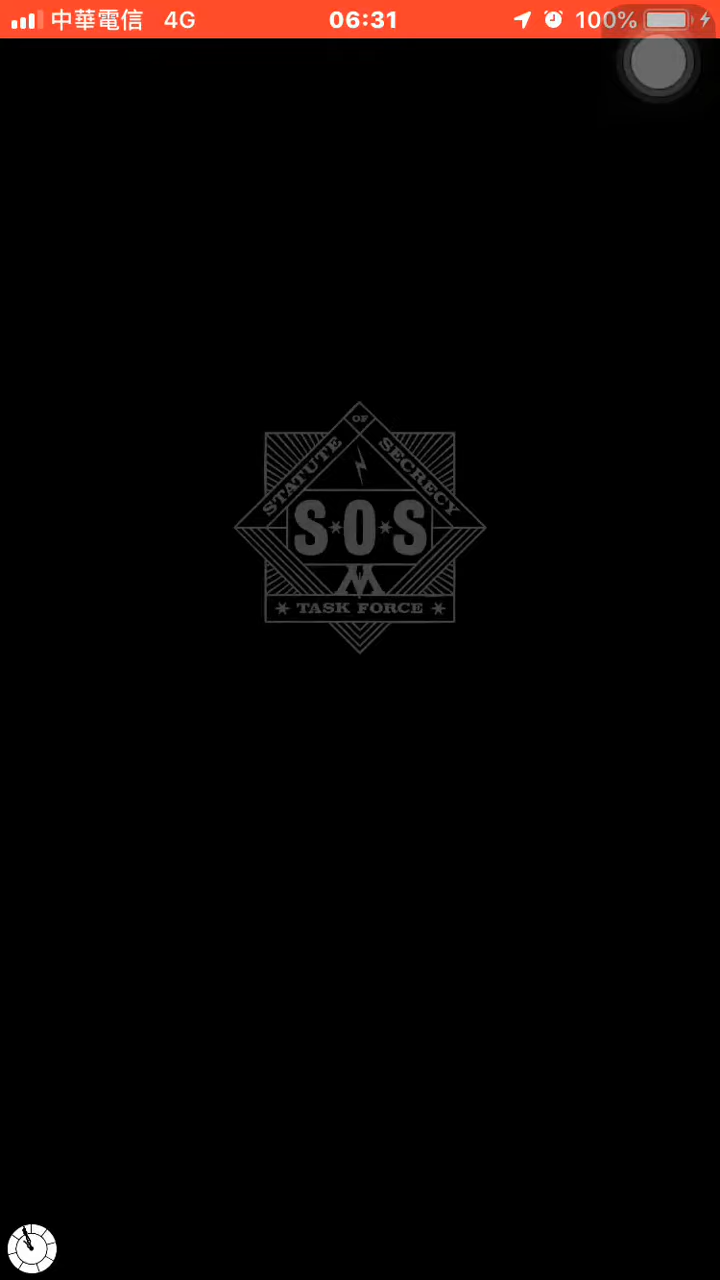 中華電信 4G 06:31 100%
OF
STATUTE SECRECY
S*O*S
M
* TASK FORCE *